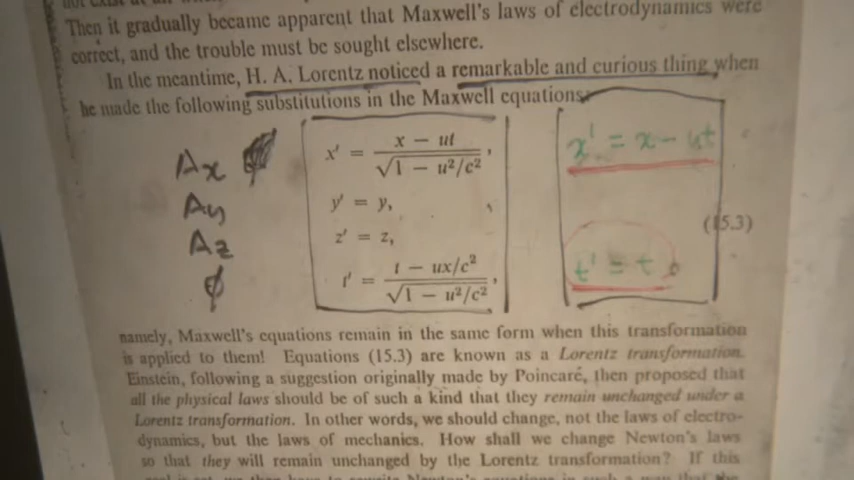 Then it gradually became apparent that Maxwell's laws of electrodynamics were
correct, and the trouble must be sought elsewhere.
In the meantime, H. A. Lorentz noticed a remarkable and curious thing when
he made the following substitutions in the Maxwell equations:
Ax
x' = (x − ut)/√(1 − u²/c²),
x' = x − ut
Ay
y' = y,
Az
z' = z,
(15.3)
ϕ
t' = (t − ux/c²)/√(1 − u²/c²),
t' = t
namely, Maxwell's equations remain in the same form when this transformation
is applied to them! Equations (15.3) are known as a Lorentz transformation.
Einstein, following a suggestion originally made by Poincaré, then proposed that
all the physical laws should be of such a kind that they remain unchanged under a
Lorentz transformation. In other words, we should change, not the laws of electro-
dynamics, but the laws of mechanics. How shall we change Newton's laws
so that they will remain unchanged by the Lorentz transformation? If this